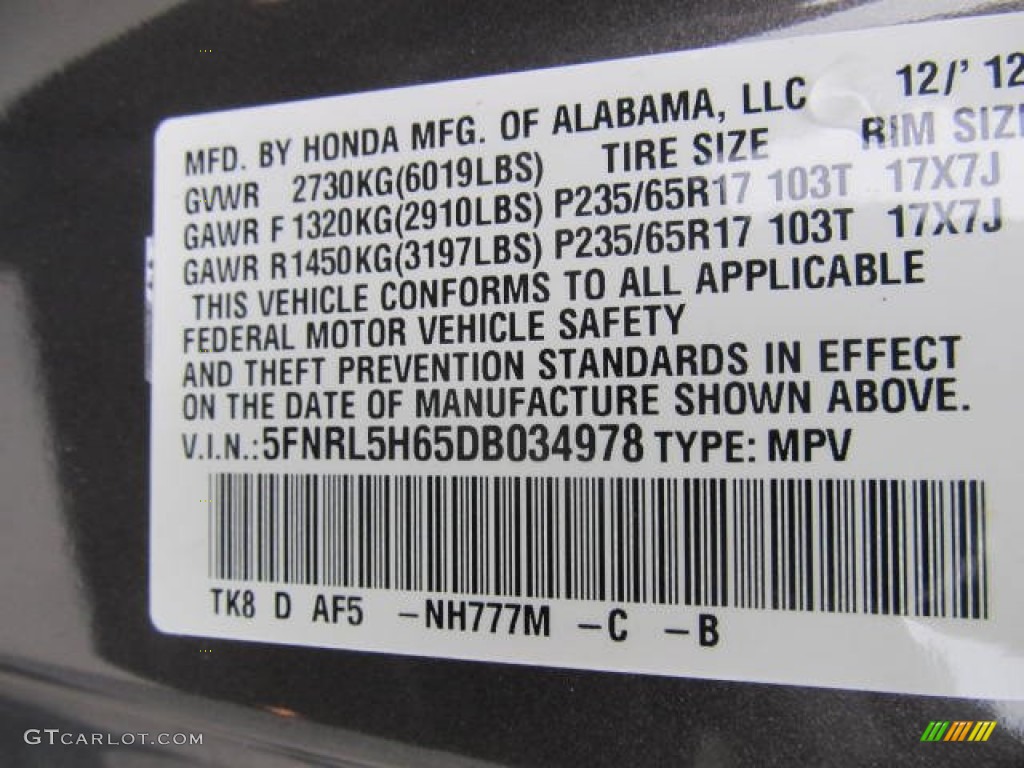 12/'12
MFD. BY HONDA MFG. OF ALABAMA, LLC
GVWR 2730KG(6019LBS) TIRE SIZE RIM SIZE
GAWR F 1320KG(2910LBS) P235/65R17 103T 17X7J
GAWR R1450KG(3197LBS) P235/65R17 103T 17X7J
THIS VEHICLE CONFORMS TO ALL APPLICABLE
FEDERAL MOTOR VEHICLE SAFETY
AND THEFT PREVENTION STANDARDS IN EFFECT
ON THE DATE OF MANUFACTURE SHOWN ABOVE.
V.I.N.:5FNRL5H65DB034978 TYPE: MPV
TK8 D AF5 -NH777M -C -B
GTCARLOT.COM